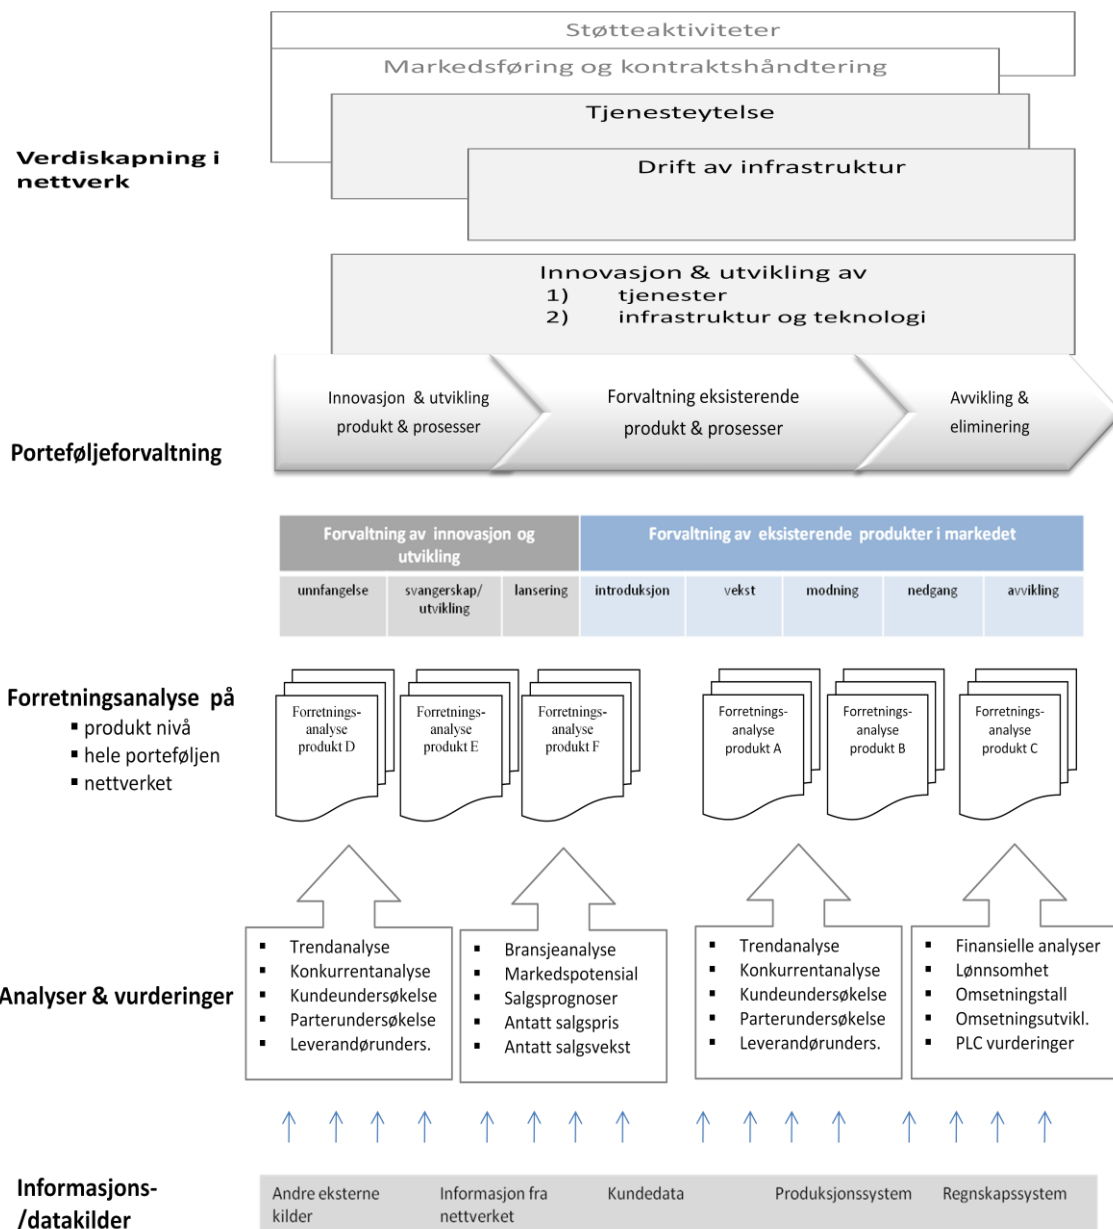 Støtteaktiviteter
Markedsføring og kontraktshåndtering
Tjenesteytelse
Drift av infrastruktur
Verdiskapning i
nettverk
Innovasjon & utvikling av
1) tjenester
2) infrastruktur og teknologi
Innovasjon & utvikling
produkt & prosesser
Forvaltning eksisterende
produkt & prosesser
Avvikling &
eliminering
Porteføljeforvaltning
Forvaltning av innovasjon og
utvikling
Forvaltning av eksisterende produkter i markedet
unnfangelse
svangerskap/
utvikling
lansering
introduksjon
vekst
modning
nedgang
avvikling
Forretningsanalyse på
▪ produkt nivå
▪ hele porteføljen
▪ nettverket
Forretnings-
analyse
produkt D
Forretnings-
analyse
produkt E
Forretnings-
analyse
produkt F
Forretnings-
analyse
produkt A
Forretnings-
analyse
produkt B
Forretnings-
analyse
produkt C
Analyser & vurderinger
▪ Trendanalyse
▪ Konkurrentanalyse
▪ Kundeundersøkelse
▪ Parterundersøkelse
▪ Leverandørunders.
▪ Bransjeanalyse
▪ Markedspotensial
▪ Salgsprognoser
▪ Antatt salgspris
▪ Antatt salgsvekst
▪ Trendanalyse
▪ Konkurrentanalyse
▪ Kundeundersøkelse
▪ Parterundersøkelse
▪ Leverandørunders.
▪ Finansielle analyser
▪ Lønnsomhet
▪ Omsetningstall
▪ Omsetningsutvikl.
▪ PLC vurderinger
Informasjons-
/datakilder
Andre eksterne
kilder
Informasjon fra
nettverket
Kundedata
Produksjonssystem
Regnskapssystem